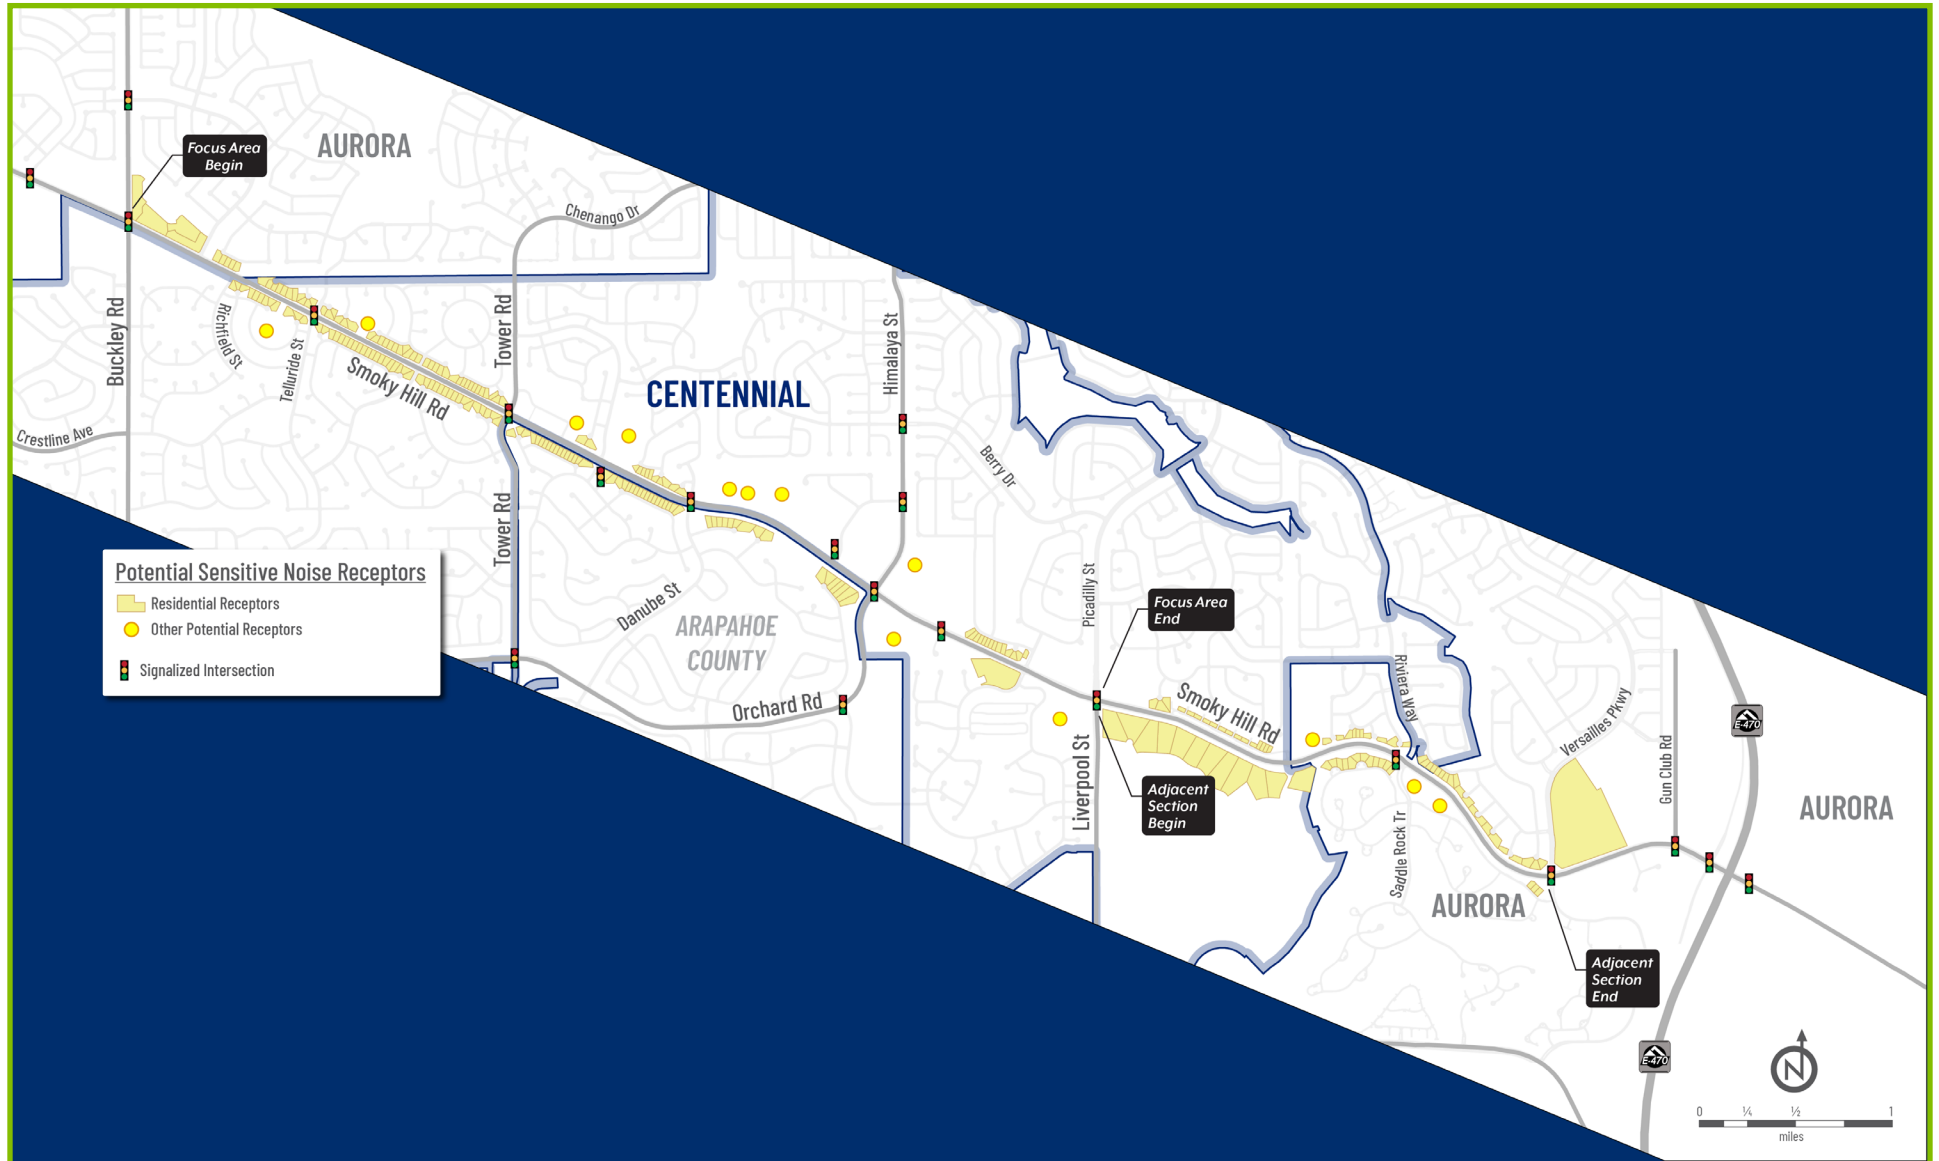 AURORA
Focus Area
Begin
Chenango Dr
Buckley Rd
Richfield St
Telluride St
Smoky Hill Rd
Tower Rd
CENTENNIAL
Himalaya St
Crestline Ave
Berry Dr
Tower Rd
Potential Sensitive Noise Receptors
Residential Receptors
Other Potential Receptors
Signalized Intersection
Danube St
ARAPAHOE
COUNTY
Orchard Rd
Picadilly St
Focus Area
End
Smoky Hill Rd
Riviera Way
Versailles Pkwy
Gun Club Rd
E-470
AURORA
Liverpool St
Adjacent
Section
Begin
Saddle Rock Tr
AURORA
Adjacent
Section
End
E-470
N
0 ¼ ½ 1
miles